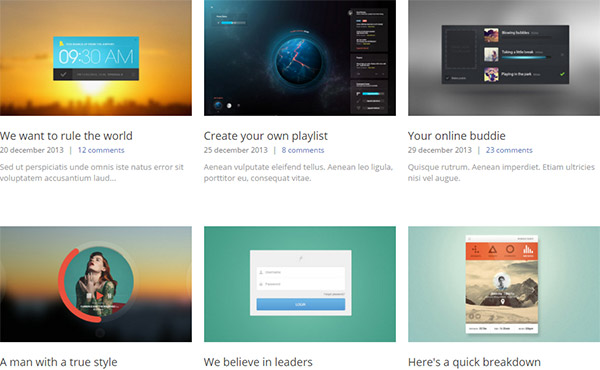 09:30 AM
Blowing bubbles
Taking a little break
Playing in the park
We want to rule the world
Create your own playlist
Your online buddie
20 december 2013 | 12 comments
25 december 2013 | 8 comments
29 december 2013 | 23 comments
Sed ut perspiciatis unde omnis iste natus error sit
voluptatem accusantium laud...
Aenean vulputate eleifend tellus. Aenean leo ligula,
porttitor eu, consequat vitae.
Quisque rutrum. Aenean imperdiet. Etiam ultricies
nisi vel augue.
Username
Password
LOGIN
A man with a true style
We believe in leaders
Here's a quick breakdown